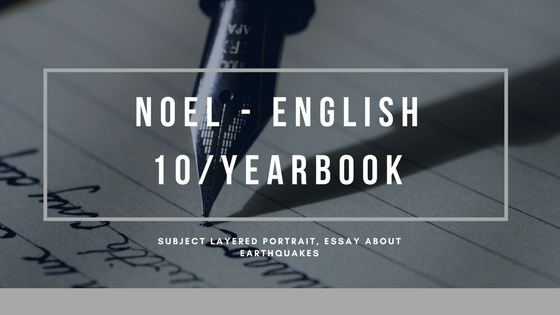 NOEL - ENGLISH
10/YEARBOOK
SUBJECT LAYERED PORTRAIT, ESSAY ABOUT
EARTHQUAKES